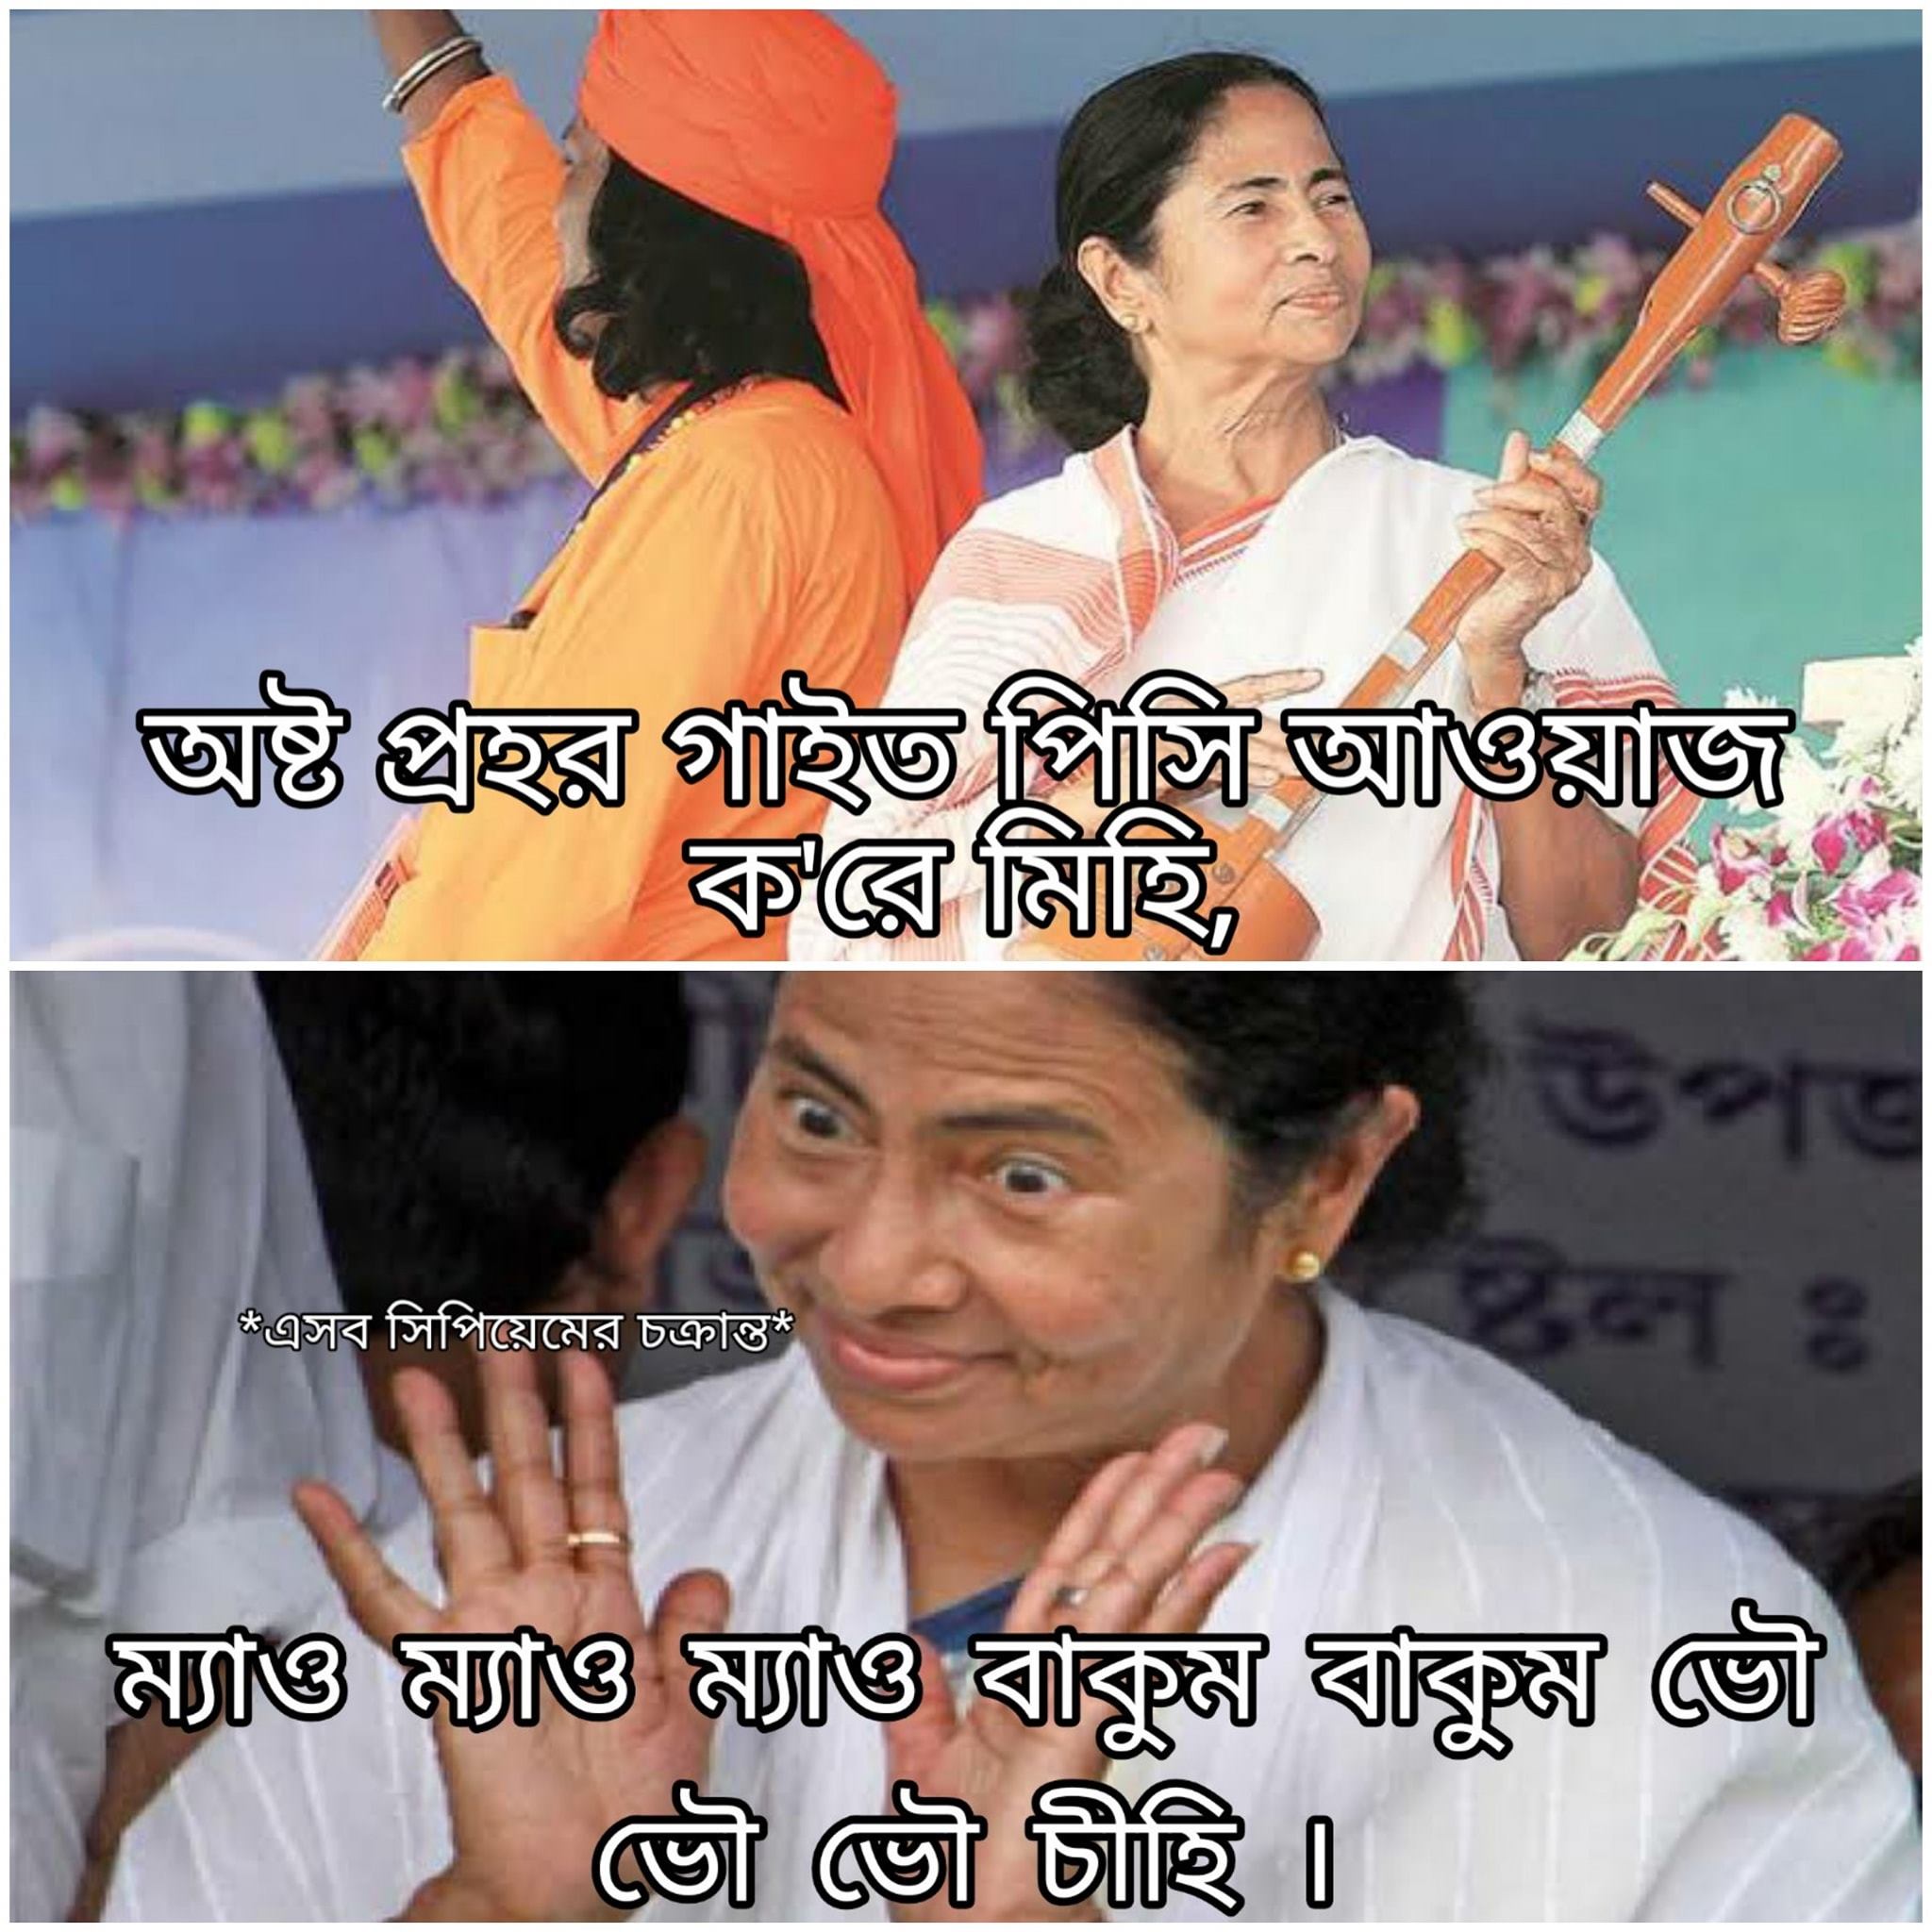 অষ্ট প্রহর গাইত পিসি আওয়াজ
ক'রে মিহি,
*এসব সিপিয়েমের চক্রান্ত*
ম্যাও ম্যাও ম্যাও বাকুম বাকুম ভৌ
ভৌ ভৌ চীহি ।